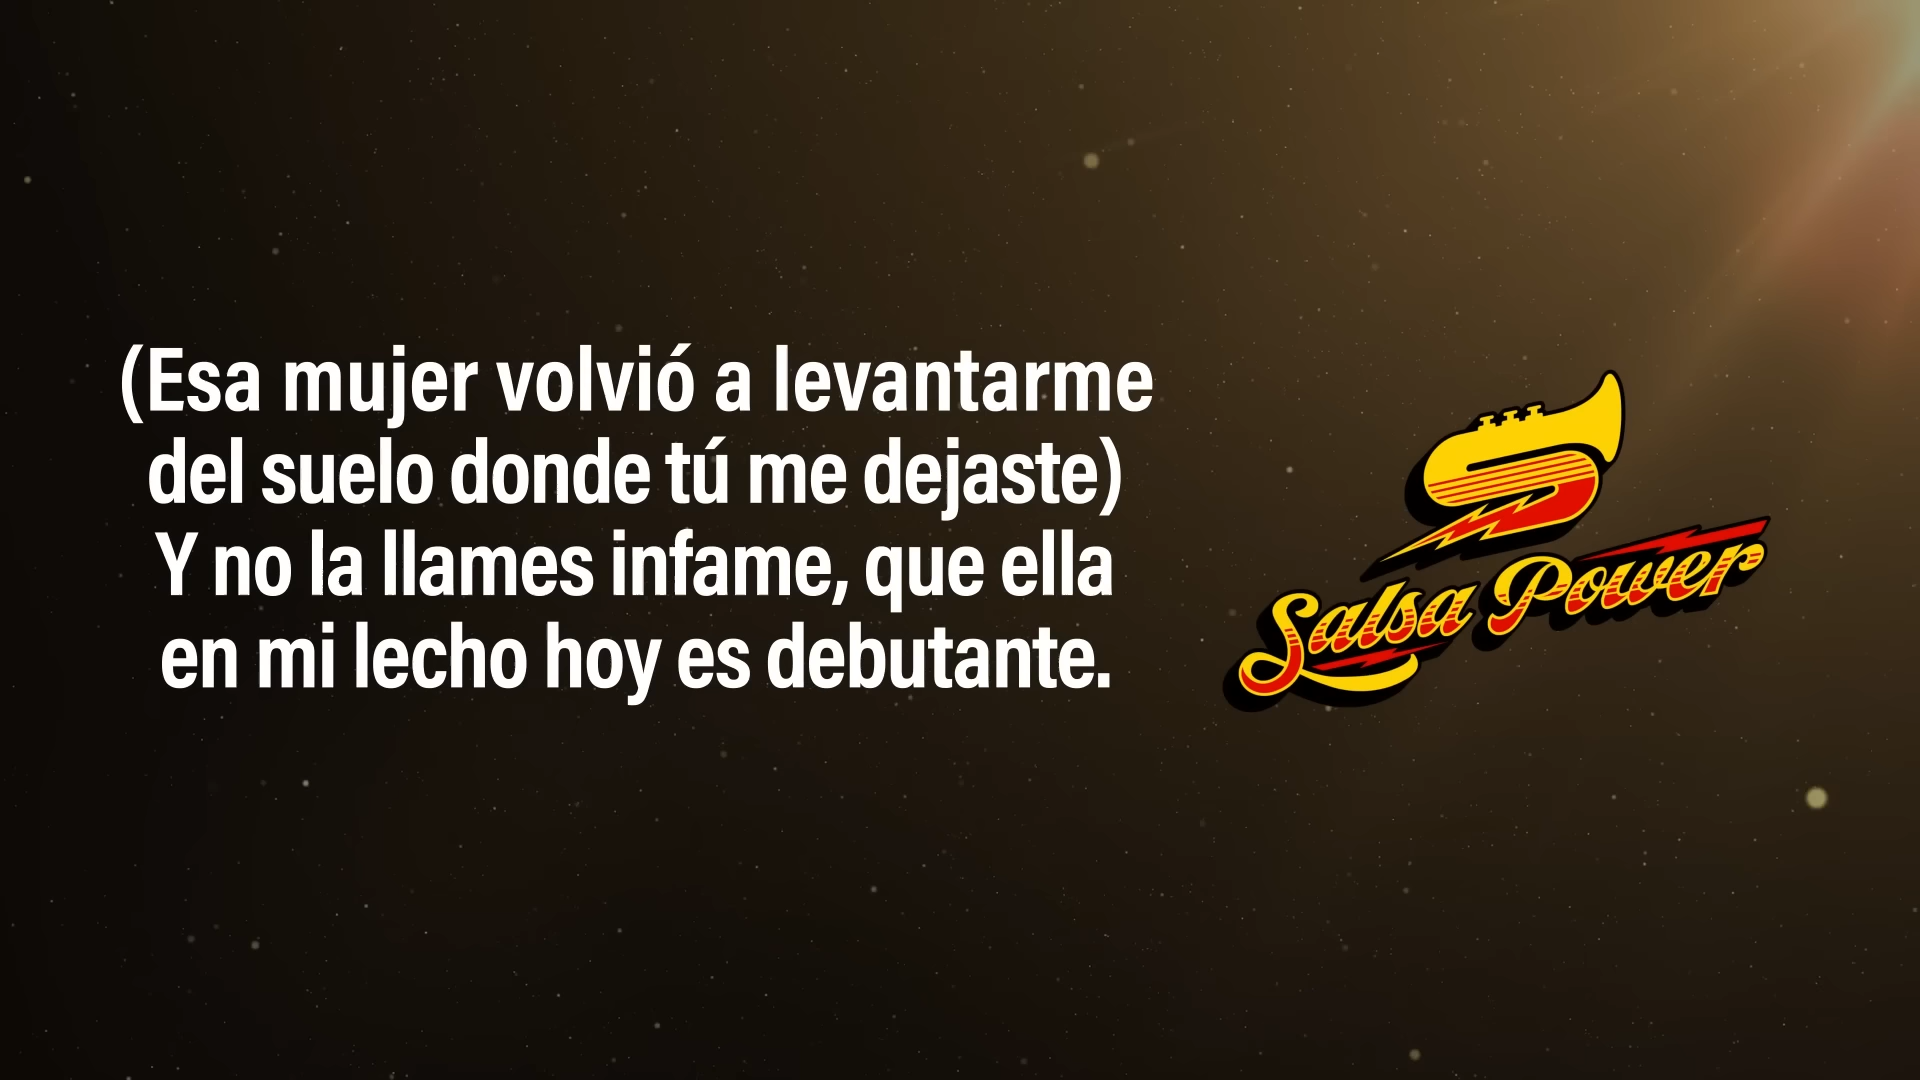 (Esa mujer volvió a levantarme
del suelo donde tú me dejaste)
Y no la llames infame, que ella
en mi lecho hoy es debutante.
Salsa Power